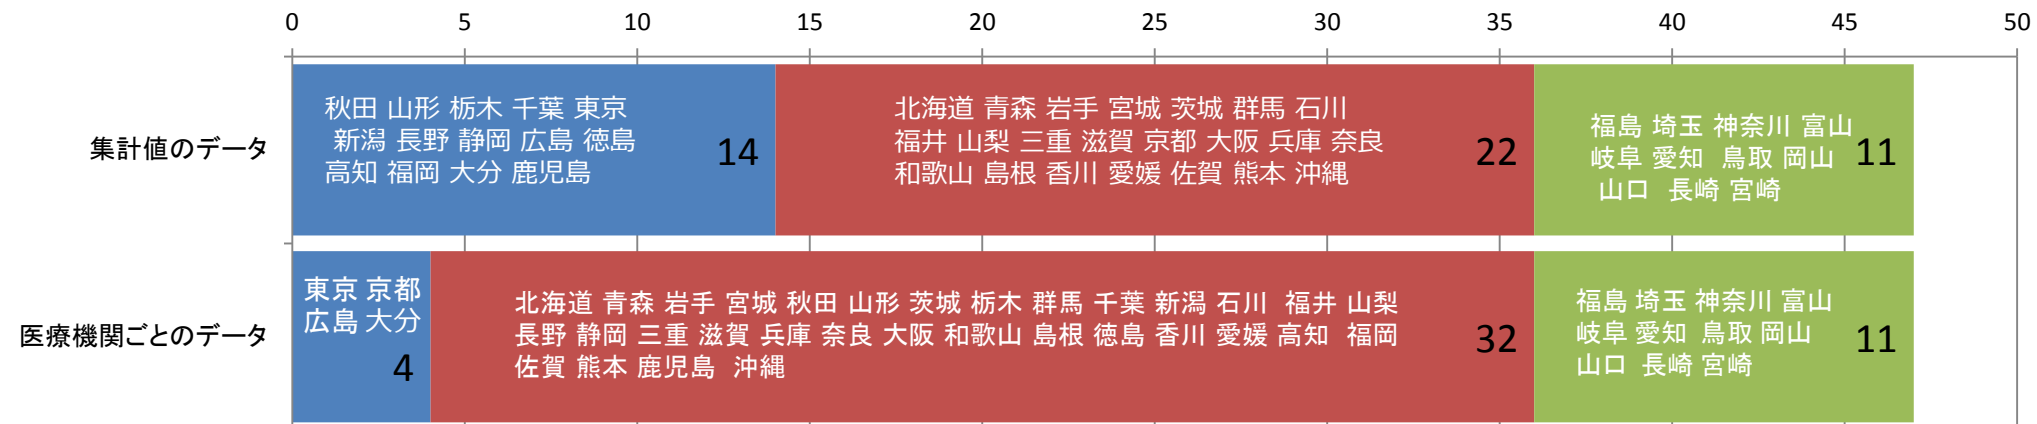 0 5 10 15 20 25 30 35 40 45 50
集計値のデータ
秋田 山形 栃木 千葉 東京
新潟 長野 静岡 広島 徳島
高知 福岡 大分 鹿児島
14
北海道 青森 岩手 宮城 茨城 群馬 石川
福井 山梨 三重 滋賀 京都 大阪 兵庫 奈良
和歌山 島根 香川 愛媛 佐賀 熊本 沖縄
22
福島 埼玉 神奈川 富山
岐阜 愛知 鳥取 岡山
山口 長崎 宮崎
11
医療機関ごとのデータ
東京 京都
広島 大分
4
北海道 青森 岩手 宮城 秋田 山形 茨城 栃木 群馬 千葉 新潟 石川 福井 山梨
長野 静岡 三重 滋賀 兵庫 奈良 大阪 和歌山 島根 徳島 香川 愛媛 高知 福岡
佐賀 熊本 鹿児島 沖縄
32
福島 埼玉 神奈川 富山
岐阜 愛知 鳥取 岡山
山口 長崎 宮崎
11